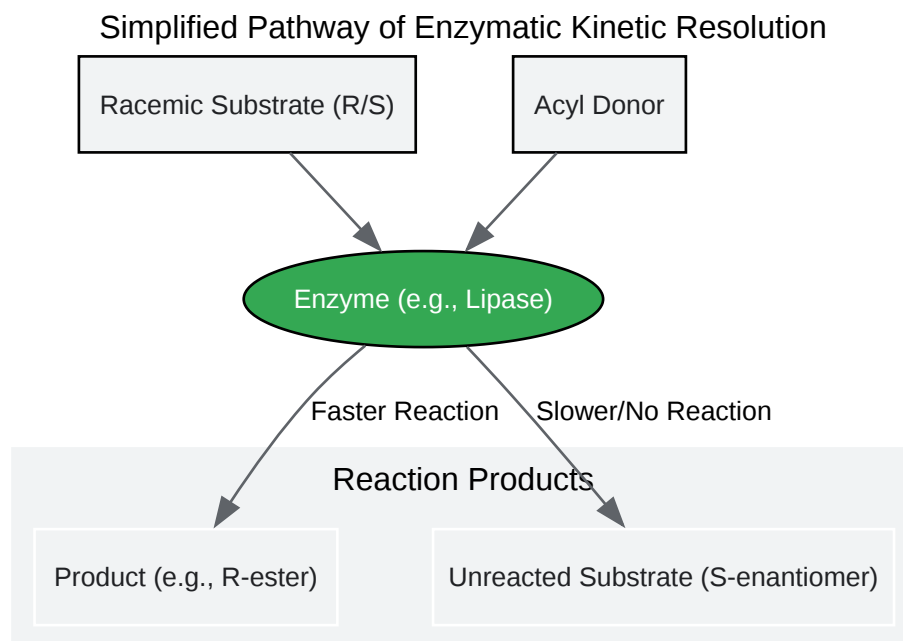 Simplified Pathway of Enzymatic Kinetic Resolution
Racemic Substrate (R/S)
Acyl Donor
Enzyme (e.g., Lipase)
Faster Reaction
Slower/No Reaction
Reaction Products
Product (e.g., R-ester)
Unreacted Substrate (S-enantiomer)